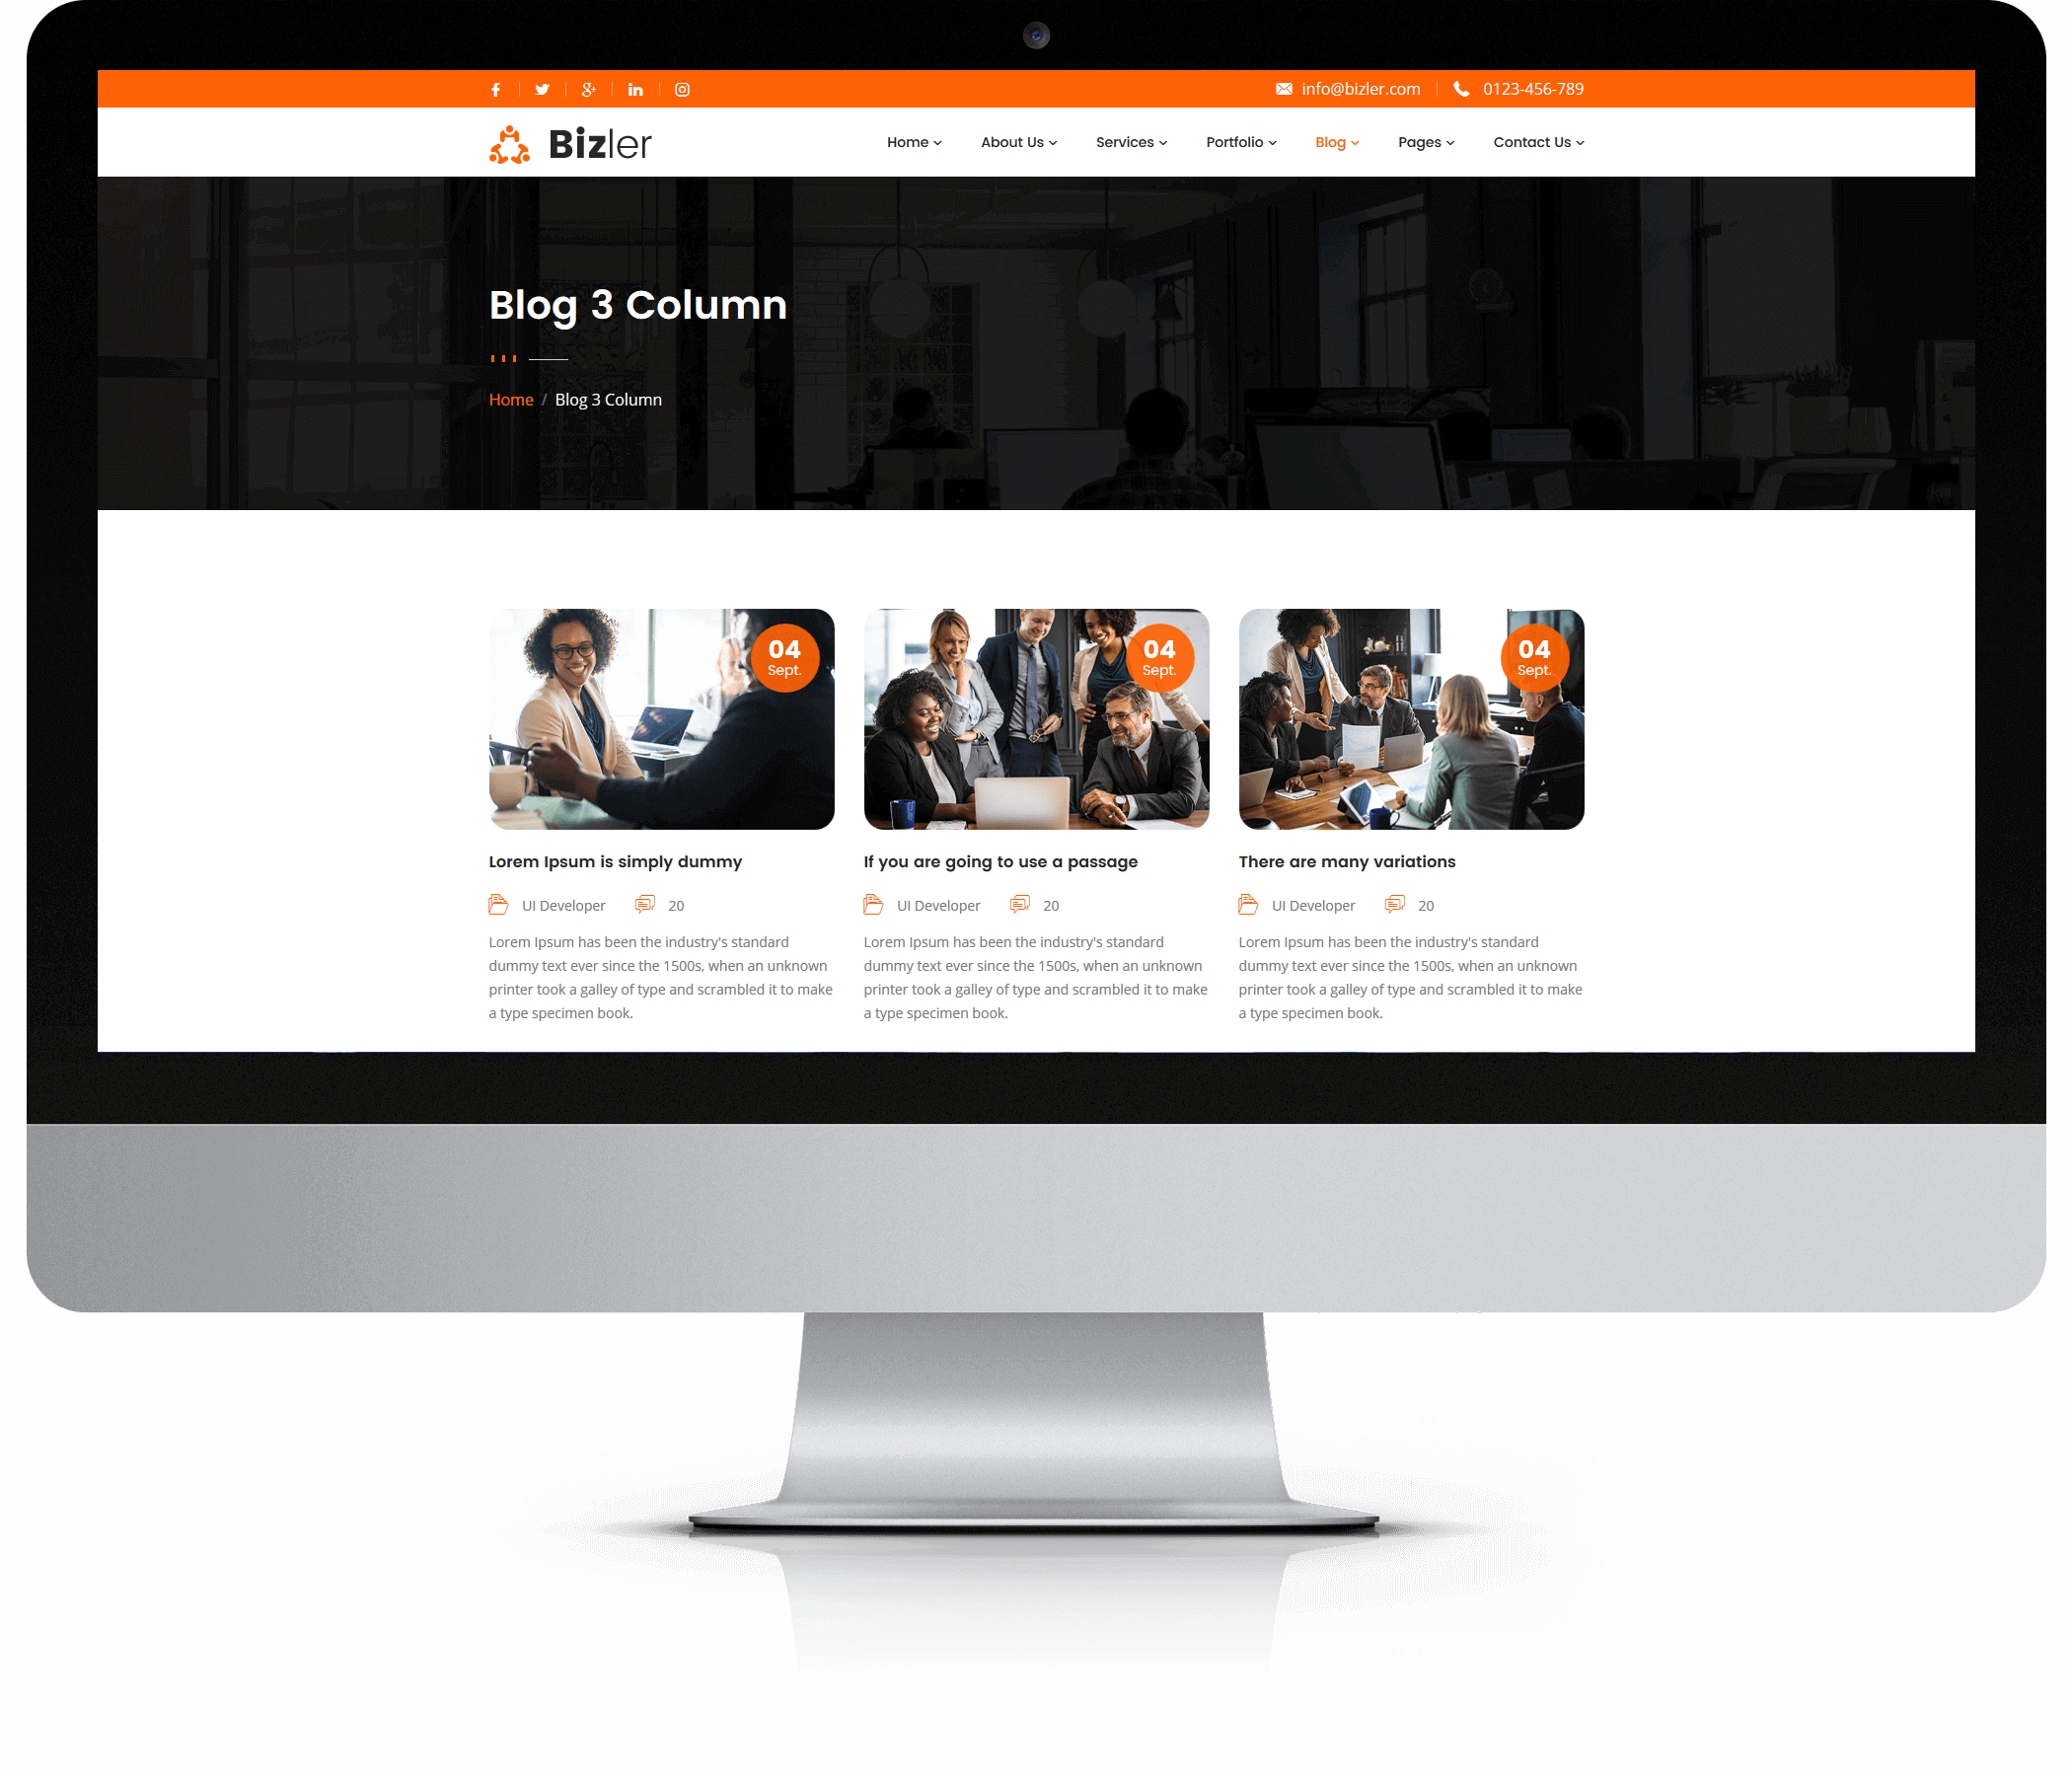 info@bizler.com 0123-456-789
Bizler Home About Us Services Portfolio Blog Pages Contact Us
Blog 3 Column
Home / Blog 3 Column
04 04 04
Sept. Sept. Sept.
Lorem Ipsum is simply dummy
UI Developer 20
Lorem Ipsum has been the industry's standard
dummy text ever since the 1500s, when an unknown
printer took a galley of type and scrambled it to make
a type specimen book.
If you are going to use a passage
UI Developer 20
Lorem Ipsum has been the industry's standard
dummy text ever since the 1500s, when an unknown
printer took a galley of type and scrambled it to make
a type specimen book.
There are many variations
UI Developer 20
Lorem Ipsum has been the industry's standard
dummy text ever since the 1500s, when an unknown
printer took a galley of type and scrambled it to make
a type specimen book.